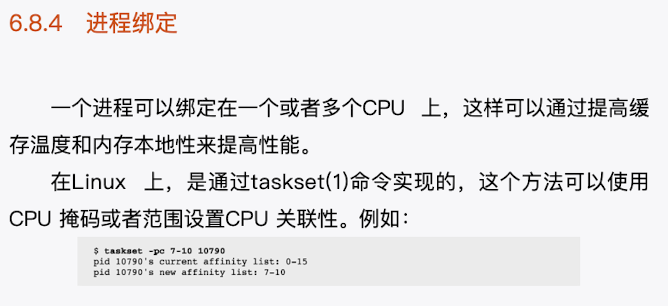 6.8.4 进程绑定
一个进程可以绑定在一个或者多个CPU 上，这样可以通过提高缓
存温度和内存本地性来提高性能。
在Linux 上，是通过taskset(1)命令实现的，这个方法可以使用
CPU 掩码或者范围设置CPU 关联性。例如：
$ taskset -pc 7-10 10790
pid 10790's current affinity list: 0-15
pid 10790's new affinity list: 7-10